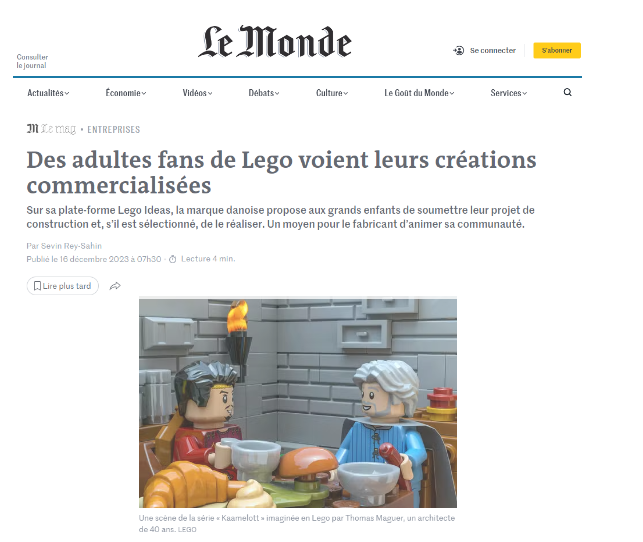 Le Monde
Consulter
le journal
Se connecter
S'abonner
Actualités
Économie
Vidéos
Débats
Culture
Le Goût du Monde
Services
M Le mag • ENTREPRISES
Des adultes fans de Lego voient leurs créations
commercialisées
Sur sa plate-forme Lego Ideas, la marque danoise propose aux grands enfants de soumettre leur projet de
construction et, s'il est sélectionné, de le réaliser. Un moyen pour le fabricant d'animer sa communauté.
Par Sevin Rey-Sahin
Publié le 16 décembre 2023 à 07h30 · Lecture 4 min.
Lire plus tard
Une scène de la série « Kaamelott » imaginée en Lego par Thomas Maguer, un architecte
de 40 ans. LEGO